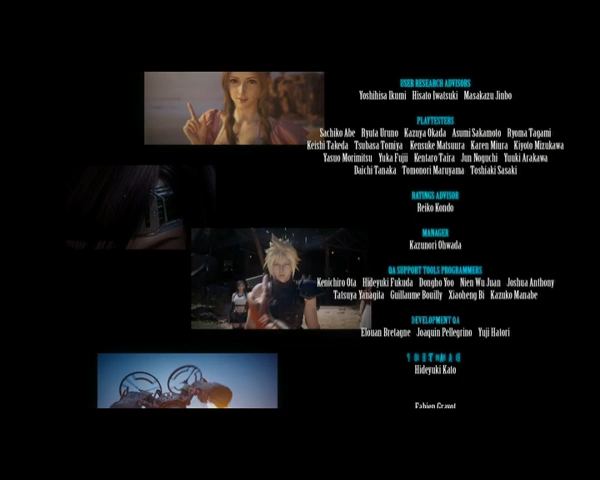 USER RESEARCH ADVISORS
Yoshihisa Ikumi Hisato Iwatsuki Masakazu Jinbo
PLAYTESTERS
Sachiko Abe Ryuta Uruno Kazuya Okada Asumi Sakamoto Ryoma Tagami
Keishi Takeda Tsubasa Tomiya Kensuke Matsuura Karen Miura Kiyoto Mizukawa
Yasuo Morimitsu Yuka Fujii Kentaro Taira Jun Noguchi Yuuki Arakawa
Daichi Tanaka Tomonori Maruyama Toshiaki Sasaki
RATINGS ADVISOR
Reiko Kondo
MANAGER
Kazunori Ohwada
QA SUPPORT TOOLS PROGRAMMERS
Kenichiro Ota Hideyuki Fukuda Dongho Yoo Nien Wu Juan Joshua Anthony
Tatsuya Yanagita Guillaume Bouilly Xiaoheng Bi Kazuko Manabe
DEVELOPMENT QA
Elouan Bretagne Joaquin Pellegrino Yuji Hatori
Hideyuki Kato
Fabien Gravot